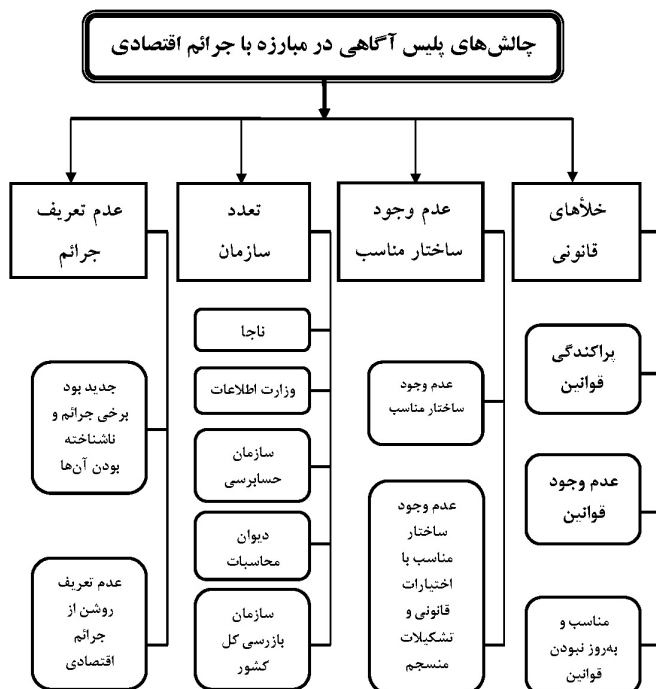 چالش‌های پلیس آگاهی در مبارزه با جرائم اقتصادی
خلأهای
قانونی
عدم وجود
ساختار مناسب
تعدد
سازمان
عدم تعریف
جرائم
پراکندگی
قوانین
عدم وجود
قوانین
مناسب و
به‌روز نبودن
قوانین
عدم وجود
ساختار مناسب
عدم وجود
ساختار
مناسب با
اختیارات
قانونی و
تشکیلات
منسجم
ناجا
وزارت اطلاعات
سازمان
حسابرسی
دیوان
محاسبات
سازمان
بازرسی کل
کشور
جدید بود
برخی جرائم و
ناشناخته
بودن آن‌ها
عدم تعریف
روشن از
جرائم
اقتصادی